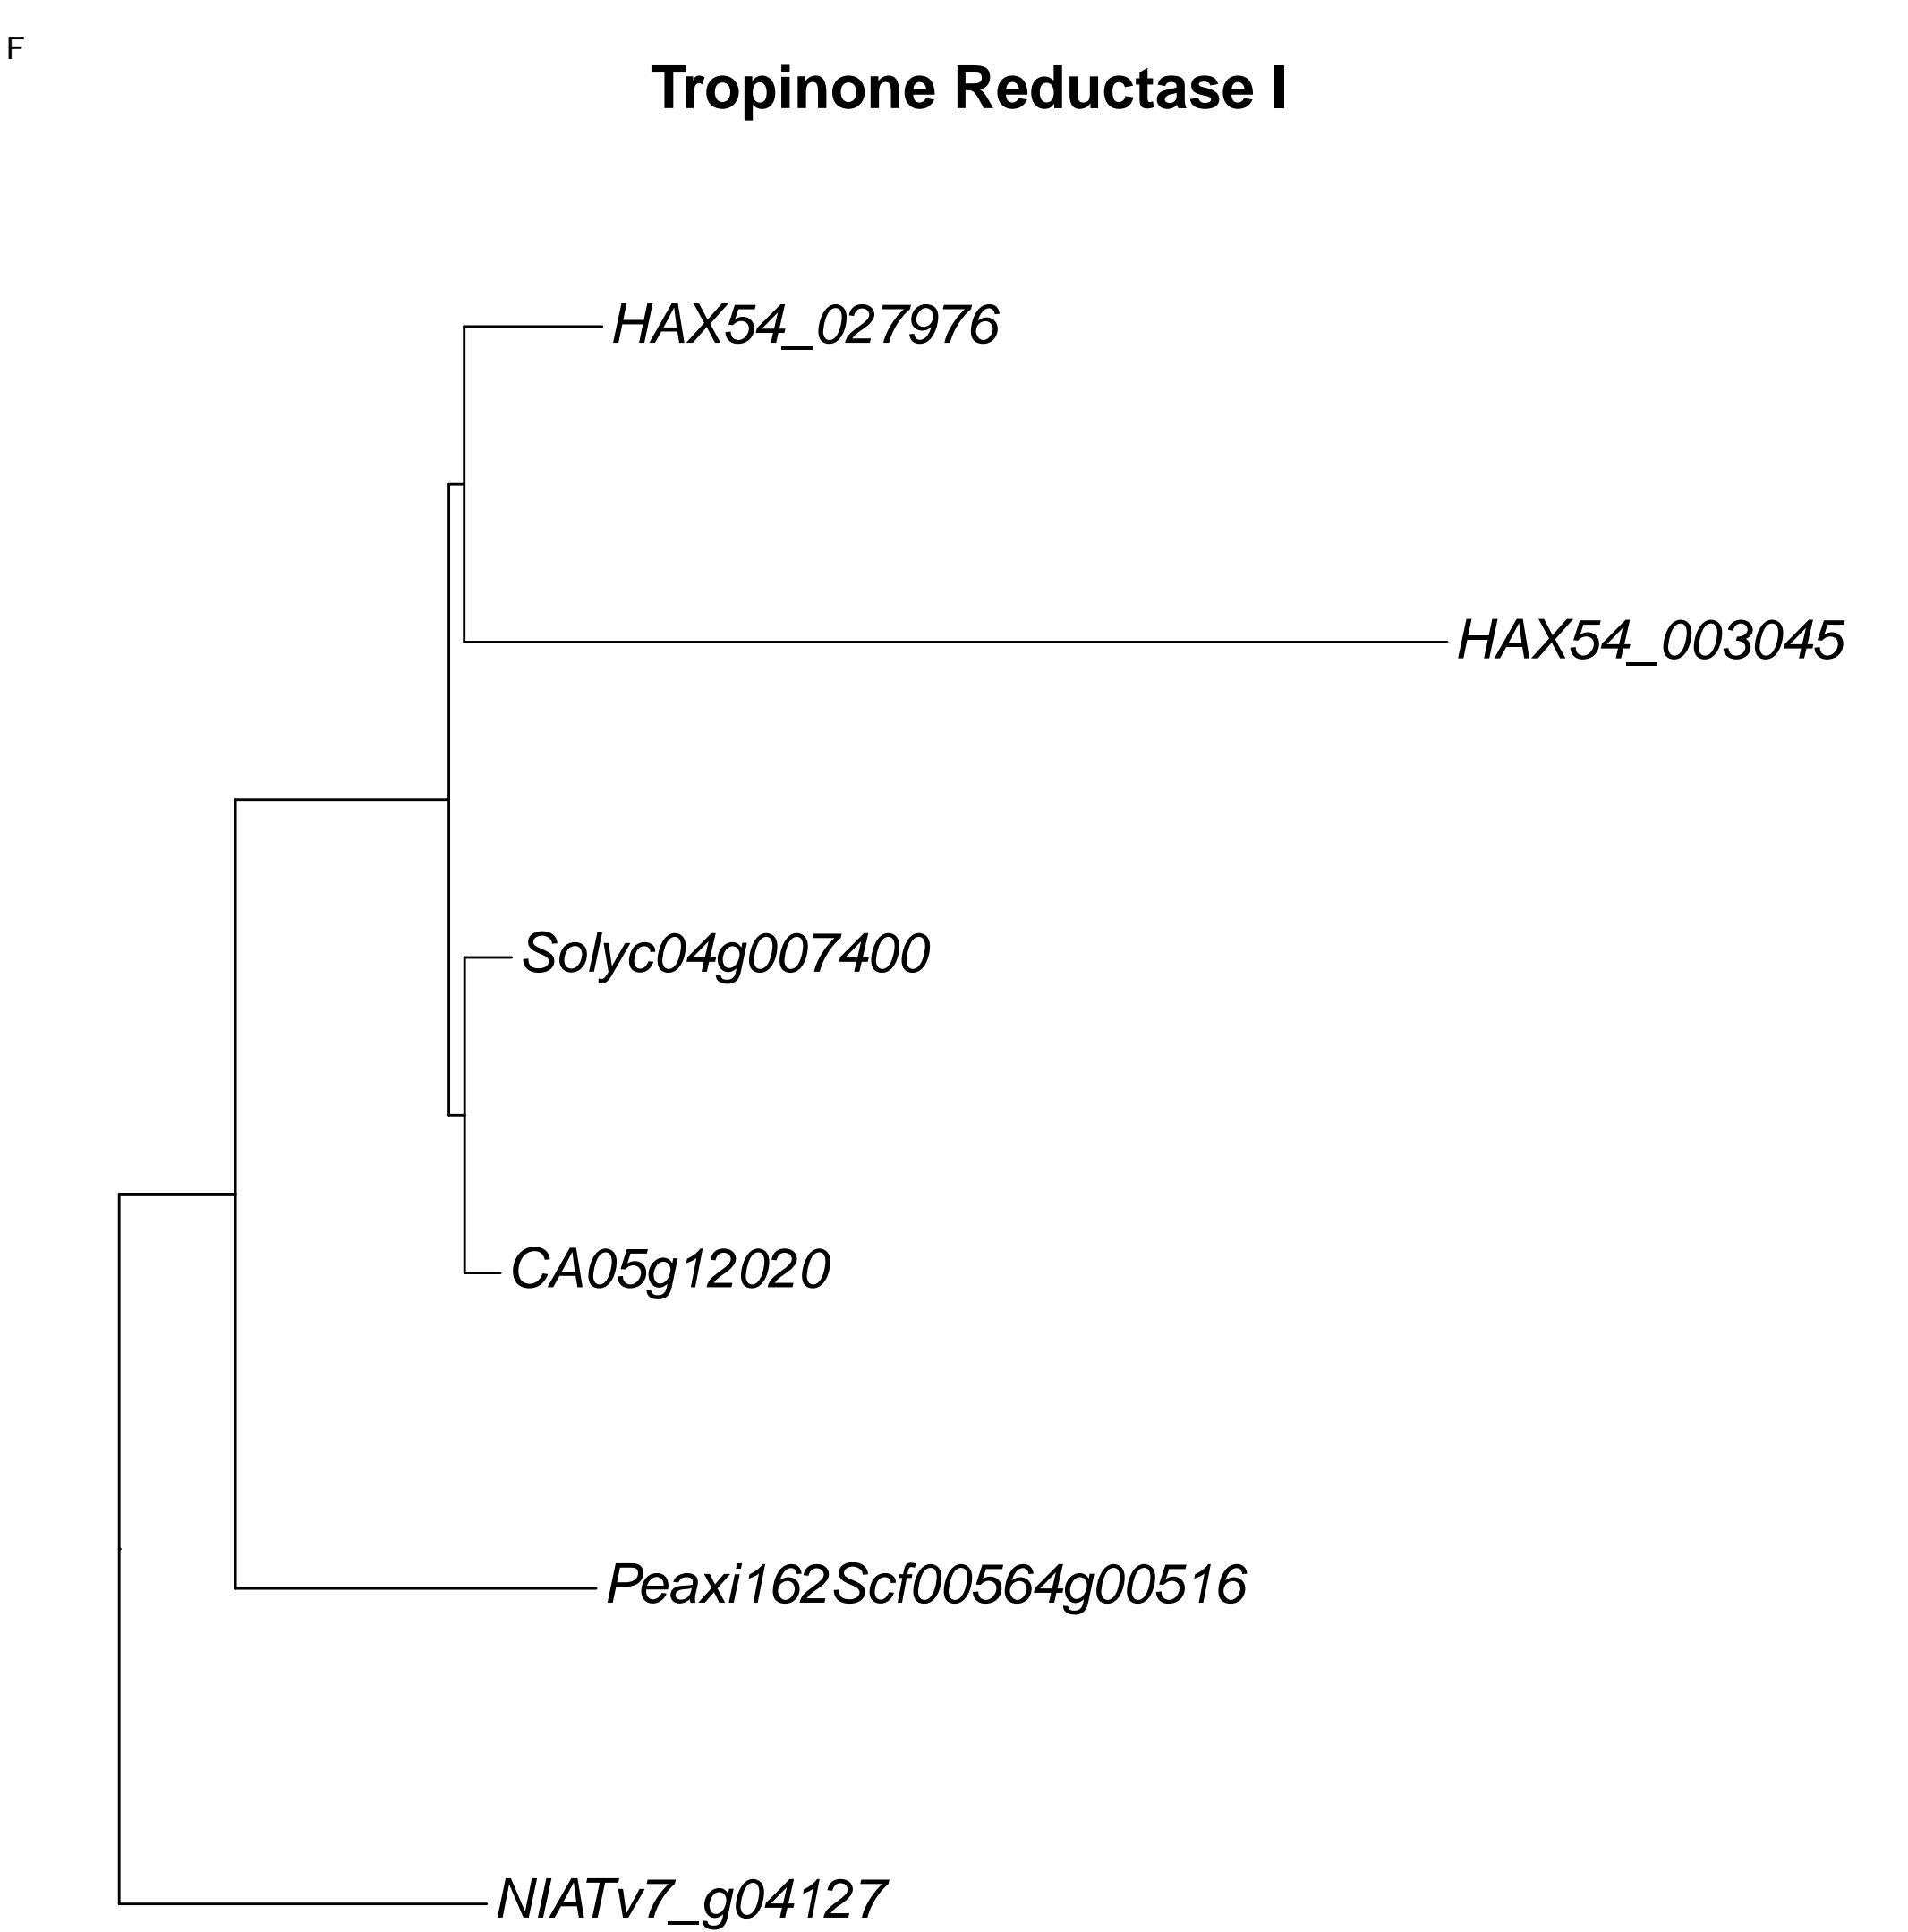 F
Tropinone Reductase I
HAX54_027976
HAX54_003045
Solyc04g007400
CA05g12020
Peaxi162Scf00564g00516
NIATv7_g04127